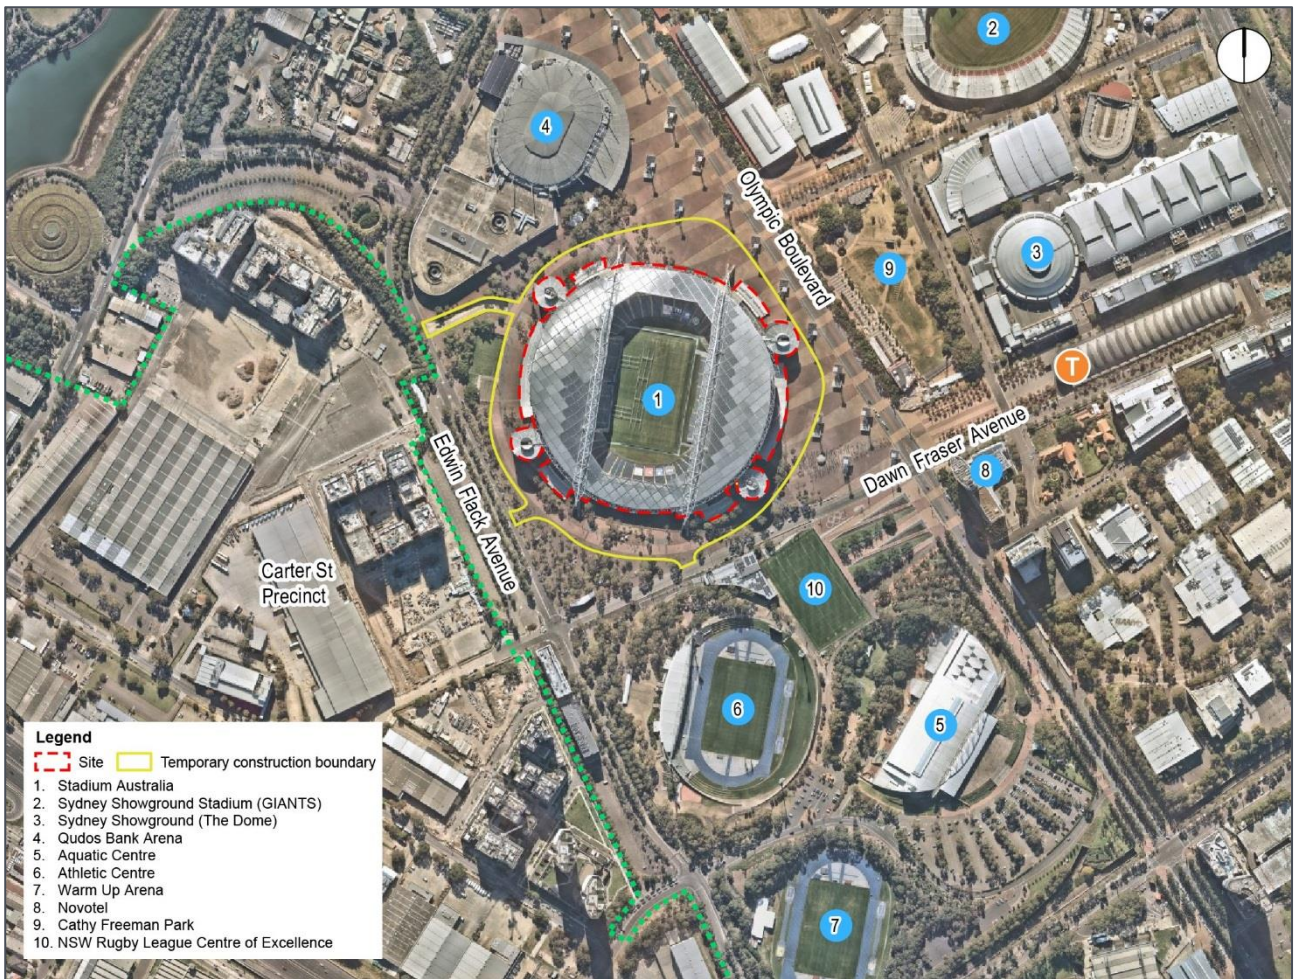 2
4
Olympic Boulevard
9
3
T
1
Dawn Fraser Avenue
8
Edwin Flack Avenue
10
Carter St
Precinct
6
5
7
Legend
Site Temporary construction boundary
1. Stadium Australia
2. Sydney Showground Stadium (GIANTS)
3. Sydney Showground (The Dome)
4. Qudos Bank Arena
5. Aquatic Centre
6. Athletic Centre
7. Warm Up Arena
8. Novotel
9. Cathy Freeman Park
10. NSW Rugby League Centre of Excellence